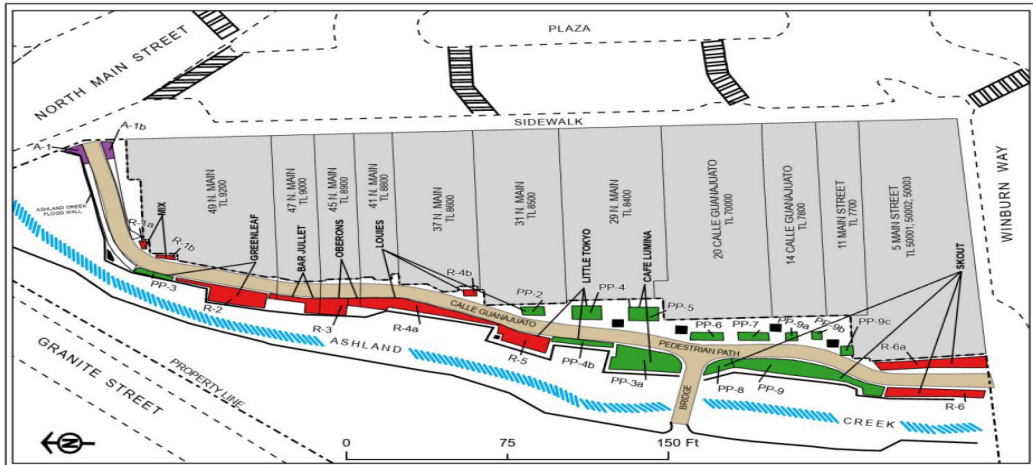 PLAZA
NORTH MAIN STREET
SIDEWALK
WINBURN WAY
A-1
A-1b
ASHLAND CREEK
FLOOD WALL
R-1a
MIX
R-1b
49 N. MAIN
TL 9200
47 N. MAIN
TL 9000
45 N. MAIN
TL 8900
41 N. MAIN
TL 8800
37 N. MAIN
TL 8600
31 N. MAIN
TL 8500
29 N. MAIN
TL 8400
20 CALLE GUANAJUATO
TL 70000
14 CALLE GUANAJUATO
TL 7800
11 MAIN STREET
TL 7700
5 MAIN STREET
TL 50001; 50002; 50003
GREENLEAF
BAR JULLET
OBERONS
LOUIES
LITTLE TOKYO
CAFE LUMINA
SKOUT
PP-3
R-2
R-3
R-4a
R-4b
CALLE GUANAJUATO
PP-2
PP-4
PP-5
R-5
PP-4b
PP-3a
PP-6
PP-7
PP-9a
PP-9b
PP-9c
R-6a
PEDESTRIAN PATH
PP-8
PP-9
R-6
BRIDGE
ASHLAND
CREEK
GRANITE STREET
PROPERTY LINE
N
0
75
150 Ft